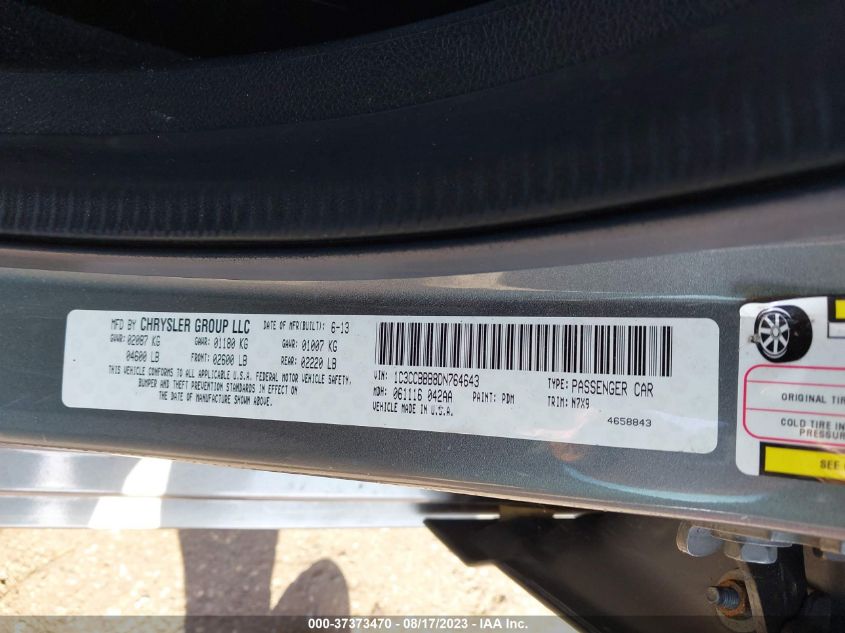 MFD BY CHRYSLER GROUP LLC
DATE OF MFR(BUILT): 6-13
GVWR: 02087 KG
GAWR: 01180 KG
GAWR: 01007 KG
04600 LB
FRONT: 02600 LB
REAR: 02220 LB
THIS VEHICLE CONFORMS TO ALL APPLICABLE U.S.A. FEDERAL MOTOR VEHICLE SAFETY,
BUMPER AND THEFT PREVENTION STANDARDS IN EFFECT ON
THE DATE OF MANUFACTURE SHOWN ABOVE.
VIN: 1C3CCBBB8DN764643
TYPE: PASSENGER CAR
MDH: 061116 042AA
PAINT: PDM
TRIM: N7X9
VEHICLE MADE IN U.S.A.
4658843
ORIGINAL TIR
COLD TIRE IN
PRESSUR
SEE
000-37373470 - 08/17/2023 - IAA Inc.